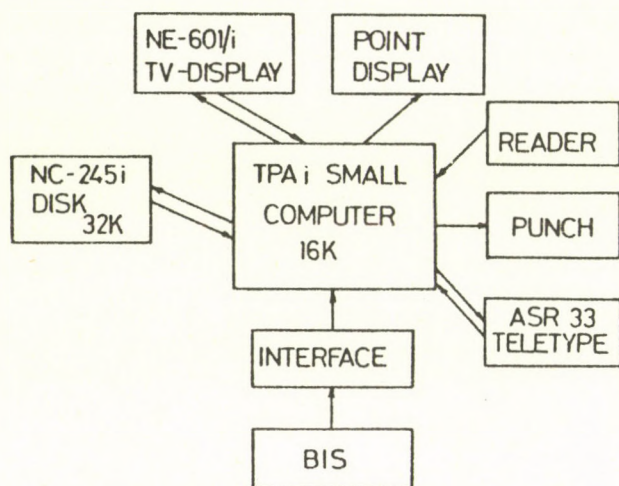 NE-601/i
TV-DISPLAY
POINT
DISPLAY
READER
NC-245i
DISK
32K
TPA i SMALL
COMPUTER
16K
PUNCH
ASR 33
TELETYPE
INTERFACE
BIS